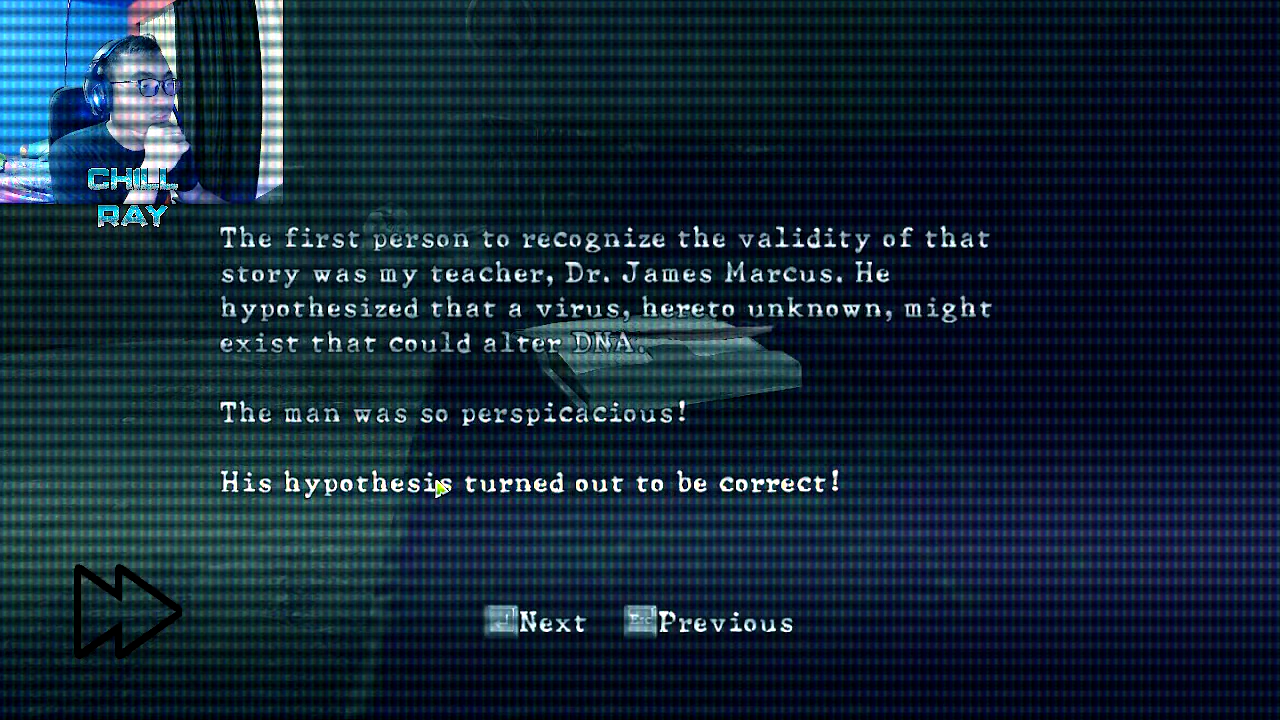 CHILL
RAY
The first person to recognize the validity of that
story was my teacher, Dr. James Marcus. He
hypothesized that a virus, hereto unknown, might
exist that could alter DNA.
The man was so perspicacious!
His hypothesis turned out to be correct!
Next Esc Previous